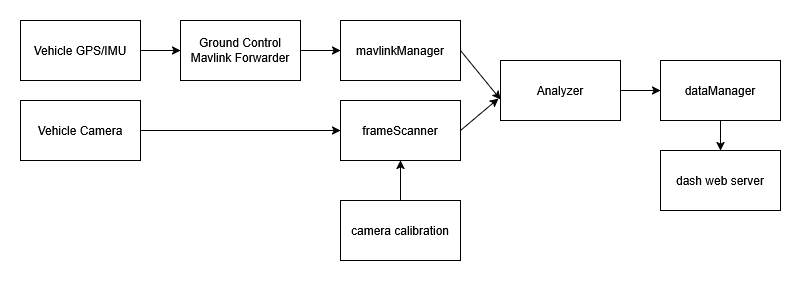 Vehicle GPS/IMU
Ground Control
Mavlink Forwarder
mavlinkManager
Analyzer
dataManager
Vehicle Camera
frameScanner
dash web server
camera calibration